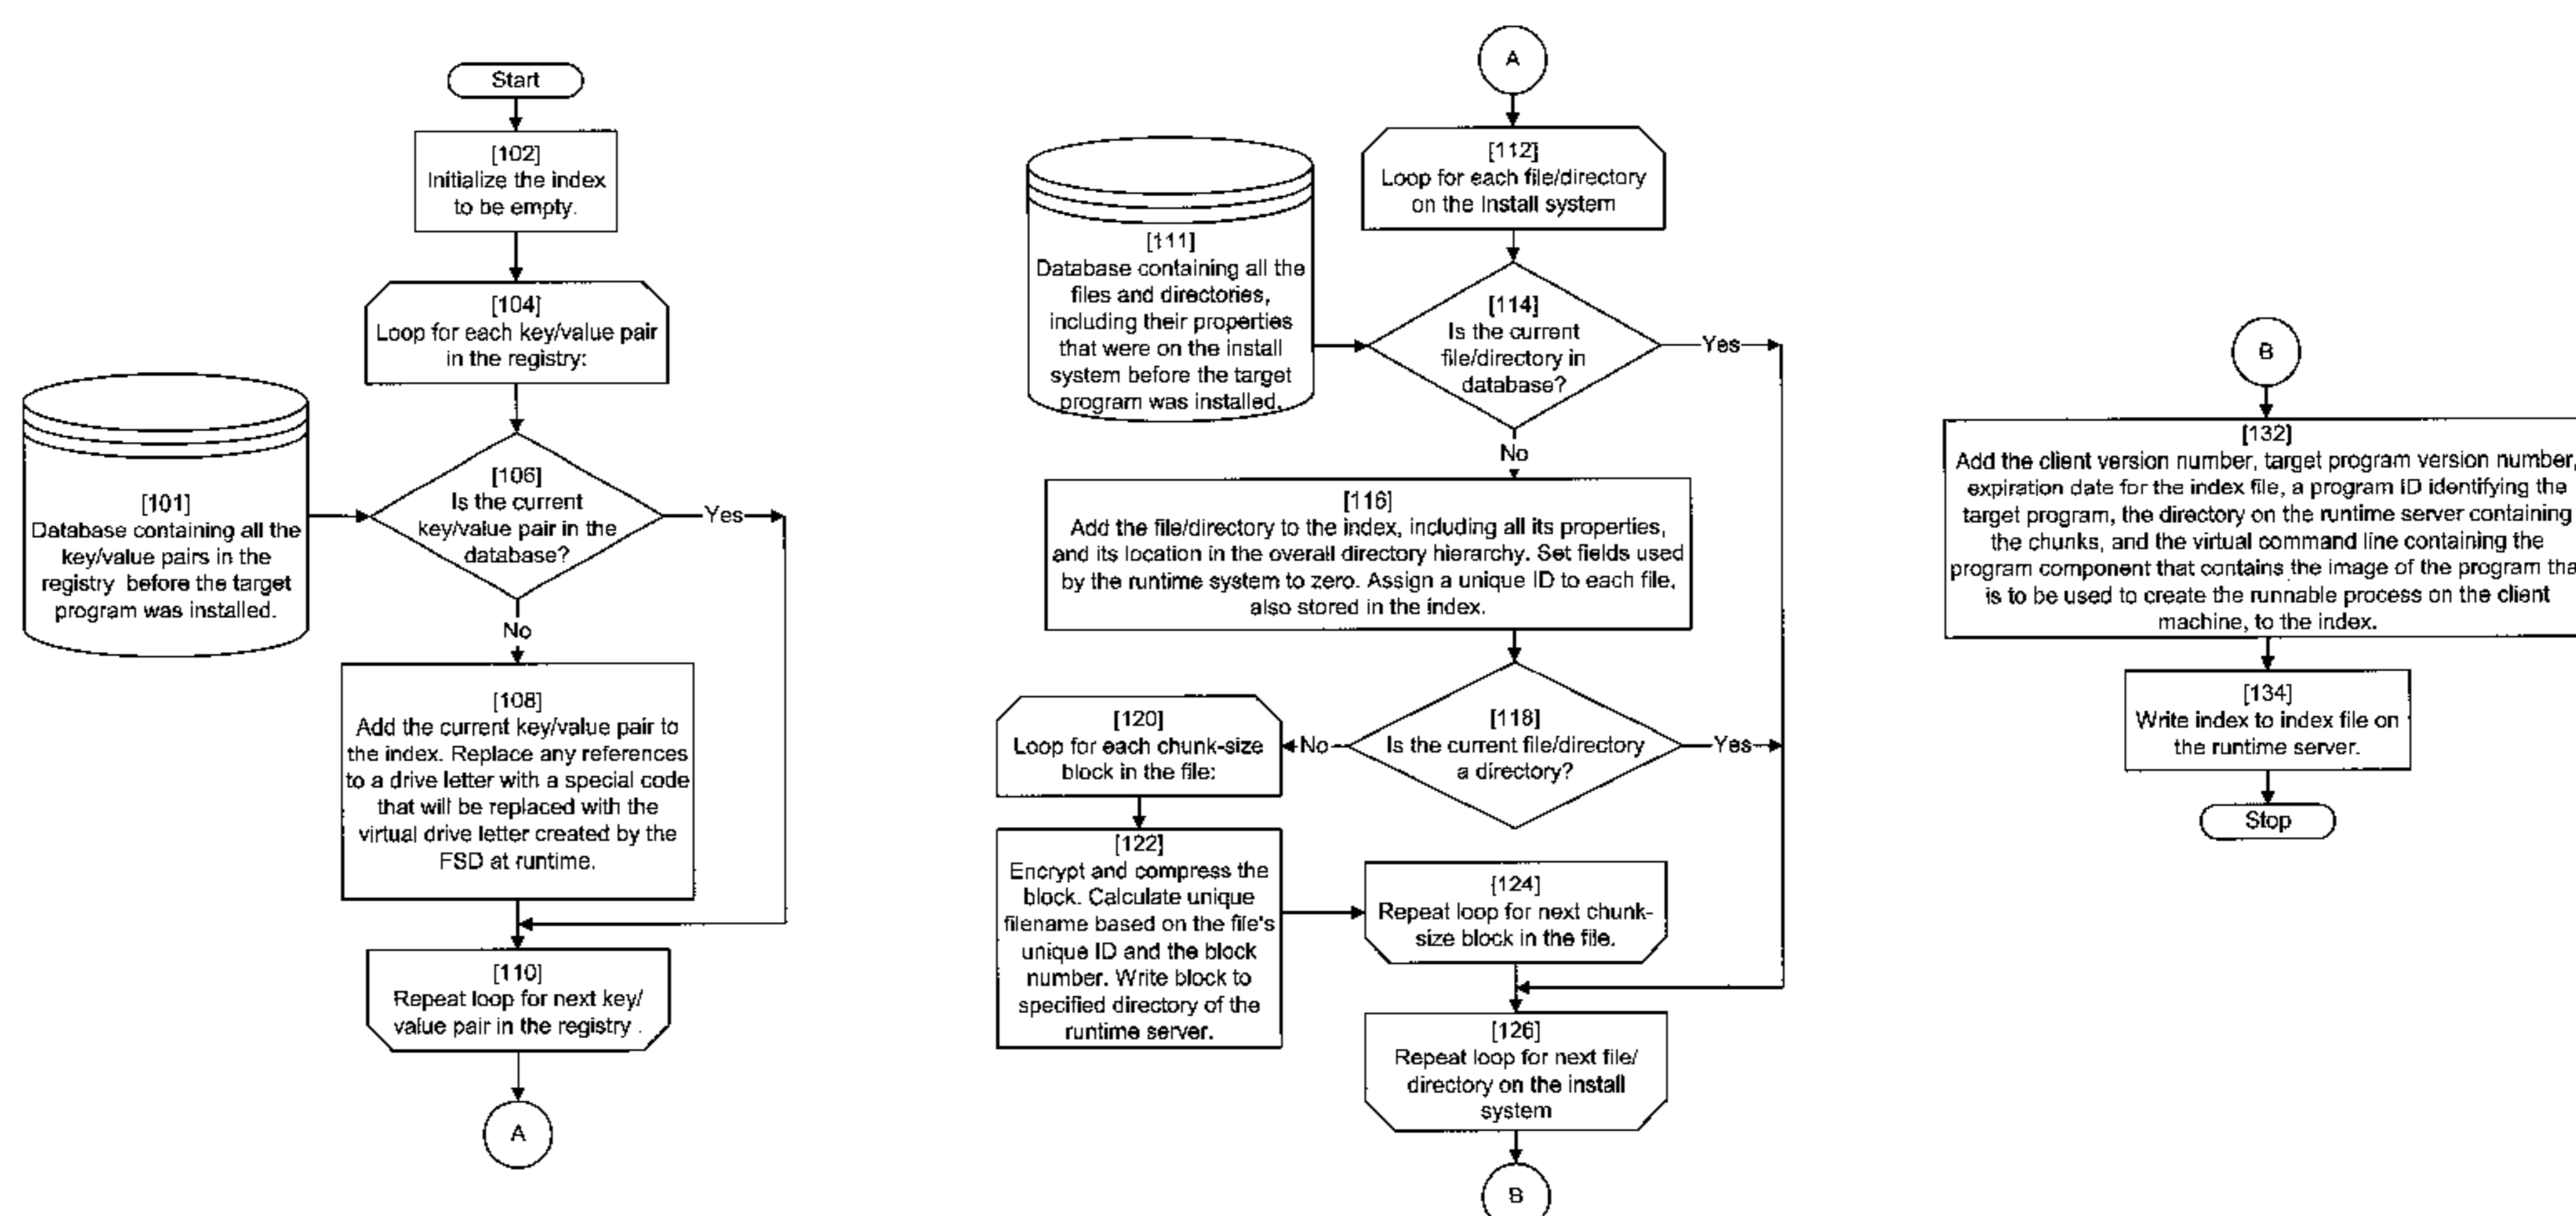 Start
[102]
Initialize the index
to be empty.
[104]
Loop for each key/value pair
in the registry:
[101]
Database containing all the
key/value pairs in the
registry before the target
program was installed.
[106]
Is the current
key/value pair in the
database?
Yes
No
[108]
Add the current key/value pair to
the index. Replace any references
to a drive letter with a special code
that will be replaced with the
virtual drive letter created by the
FSD at runtime.
[110]
Repeat loop for next key/
value pair in the registry .
A
A
[112]
Loop for each file/directory
on the Install system
[111]
Database containing all the
files and directories,
including their properties
that were on the install
system before the target
program was installed.
[114]
Is the current
file/directory in
database?
Yes
No
[116]
Add the file/directory to the index, including all its properties,
and its location in the overall directory hierarchy. Set fields used
by the runtime system to zero. Assign a unique ID to each file,
also stored in the index.
[118]
Is the current file/directory
a directory?
Yes
No
[120]
Loop for each chunk-size
block in the file:
[122]
Encrypt and compress the
block. Calculate unique
filename based on the file's
unique ID and the block
number. Write block to
specified directory of the
runtime server.
[124]
Repeat loop for next chunk-
size block in the file.
[126]
Repeat loop for next file/
directory on the install
system
B
B
[132]
Add the client version number, target program version number,
expiration date for the index file, a program ID identifying the
target program, the directory on the runtime server containing
the chunks, and the virtual command line containing the
program component that contains the image of the program tha
is to be used to create the runnable process on the client
machine, to the index.
[134]
Write index to index file on
the runtime server.
Stop